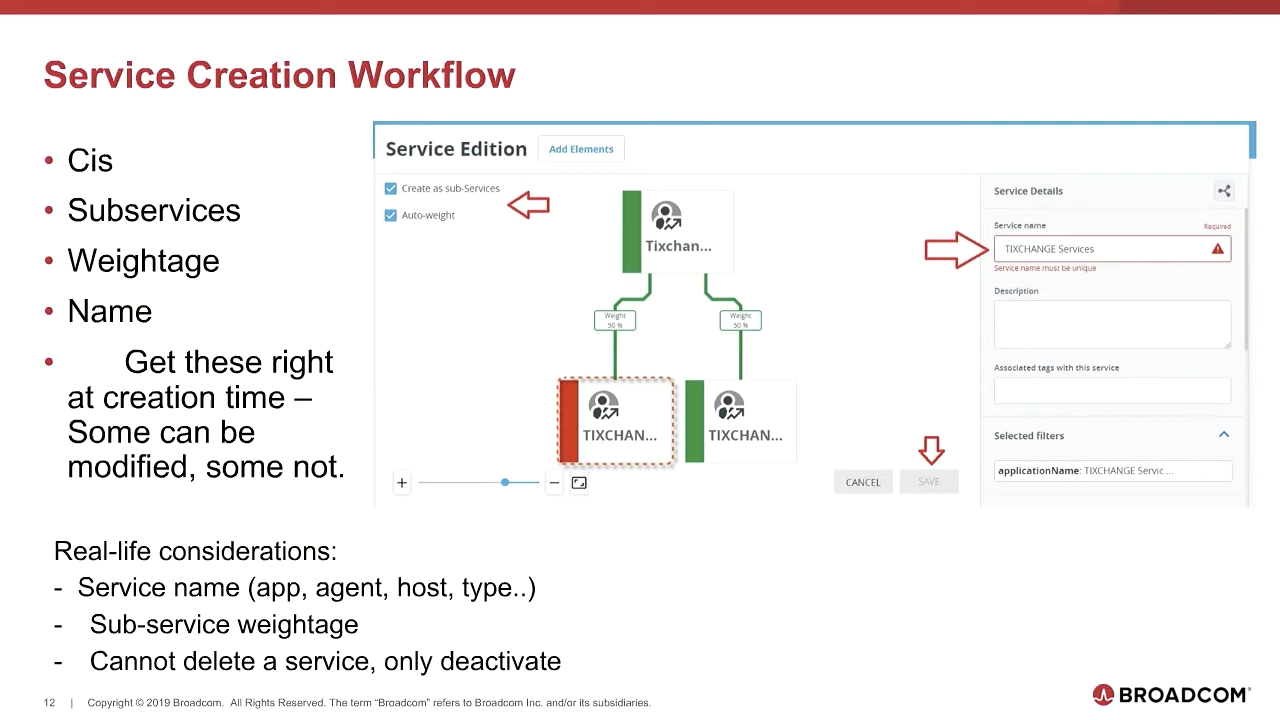 Service Creation Workflow
• Cis
• Subservices
• Weightage
• Name
• Get these right
at creation time –
Some can be
modified, some not.
Service Edition
Add Elements
Create as sub-Services
Auto-weight
Tixchan...
Weight
50 %
Weight
50 %
TIXCHAN...
TIXCHAN...
+
−
CANCEL
SAVE
Service Details
Service name
Required
TIXCHANGE Services
Service name must be unique
Description
Associated tags with this service
Selected filters
applicationName: TIXCHANGE Servic ...
Real-life considerations:
- Service name (app, agent, host, type..)
- Sub-service weightage
- Cannot delete a service, only deactivate
12 | Copyright © 2019 Broadcom. All Rights Reserved. The term “Broadcom” refers to Broadcom Inc. and/or its subsidiaries.
BROADCOM®